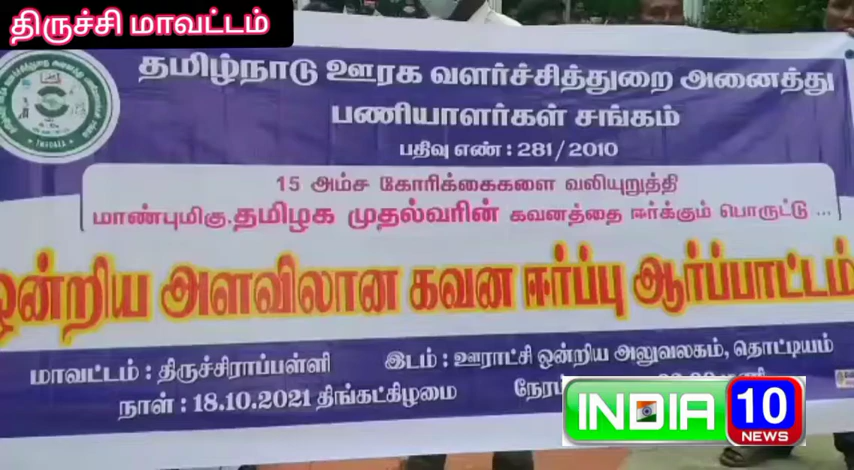 திருச்சி மாவட்டம்
தமிழ்நாடு ஊரக வளர்ச்சித்துறை அனைத்து
பணியாளர்கள் சங்கம்
பதிவு எண் : 281 / 2010
15 அம்ச கோரிக்கைகளை வலியுறுத்தி
மாண்புமிகு.தமிழக முதல்வரின் கவனத்தை ஈர்க்கும் பொருட்டு ...
ஒன்றிய அளவிலான கவன ஈர்ப்பு ஆர்ப்பாட்டம்
மாவட்டம் : திருச்சிராப்பள்ளி
இடம் : ஊராட்சி ஒன்றிய அலுவலகம், தொட்டியம்
நாள் : 18.10.2021 திங்கட்கிழமை
INDIA 10
NEWS